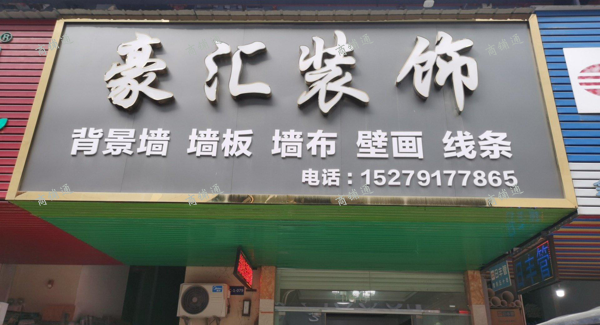 豪汇装饰
背景墙 墙板 墙布 壁画 线条
电话：15279177865